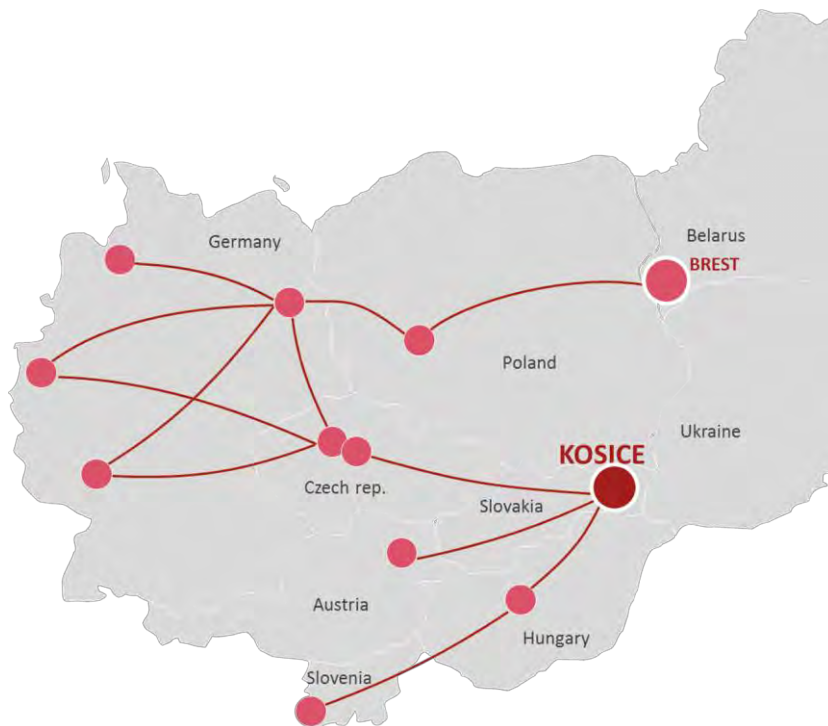 Germany
Belarus
BREST
Poland
Ukraine
KOSICE
Czech rep.
Slovakia
Austria
Hungary
Slovenia